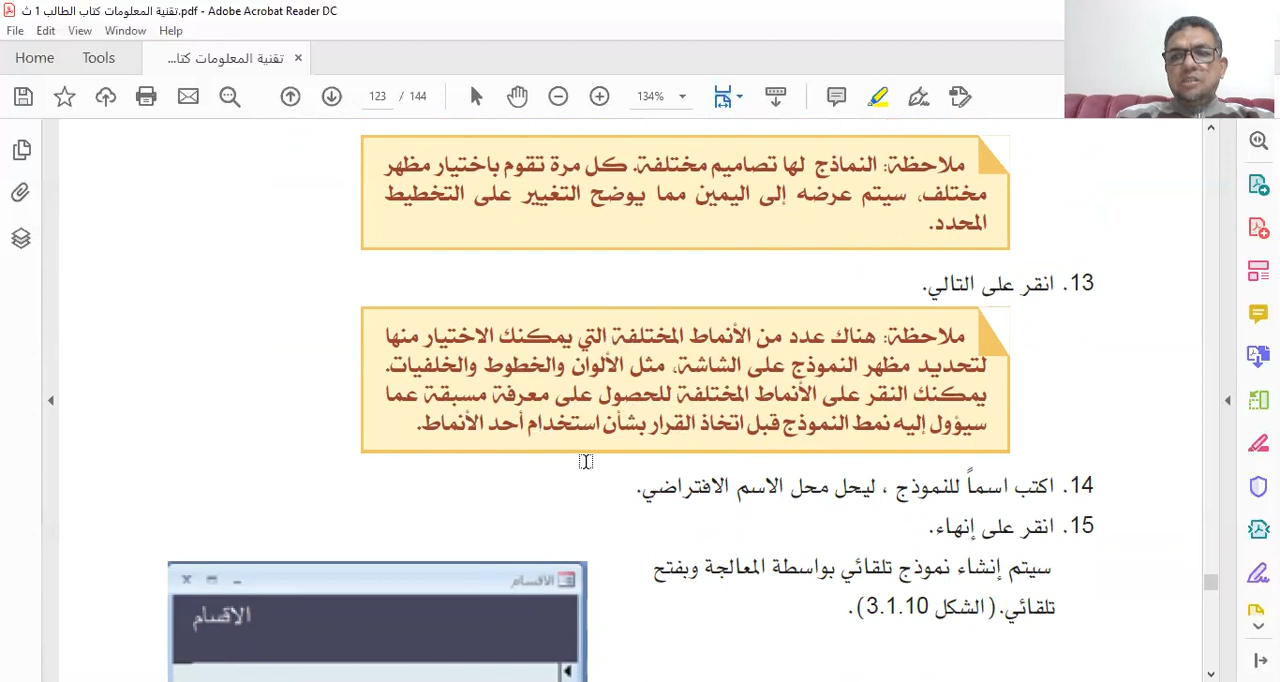 تقنية المعلومات كتاب الطالب 1 ث.pdf - Adobe Acrobat Reader DC
File Edit View Window Help
Home Tools تقنية المعلومات كتا... ×
123 / 144 134%
ملاحظة: النماذج لها تصاميم مختلفة. كل مرة تقوم باختيار مظهر
مختلف، سيتم عرضه إلى اليمين مما يوضح التغيير على التخطيط
المحدد.
13. انقر على التالي.
ملاحظة: هناك عدد من الأنماط المختلفة التي يمكنك الاختيار منها
لتحديد مظهر النموذج على الشاشة، مثل الألوان والخطوط والخلفيات.
يمكنك النقر على الأنماط المختلفة للحصول على معرفة مسبقة عما
سيؤول إليه نمط النموذج قبل اتخاذ القرار بشأن استخدام أحد الأنماط.
14. اكتب اسماً للنموذج ، ليحل محل الاسم الافتراضي.
15. انقر على إنهاء.
سيتم إنشاء نموذج تلقائي بواسطة المعالجة وبفتح
تلقائي. (الشكل 3.1.10).
الاقسام
الاقسام